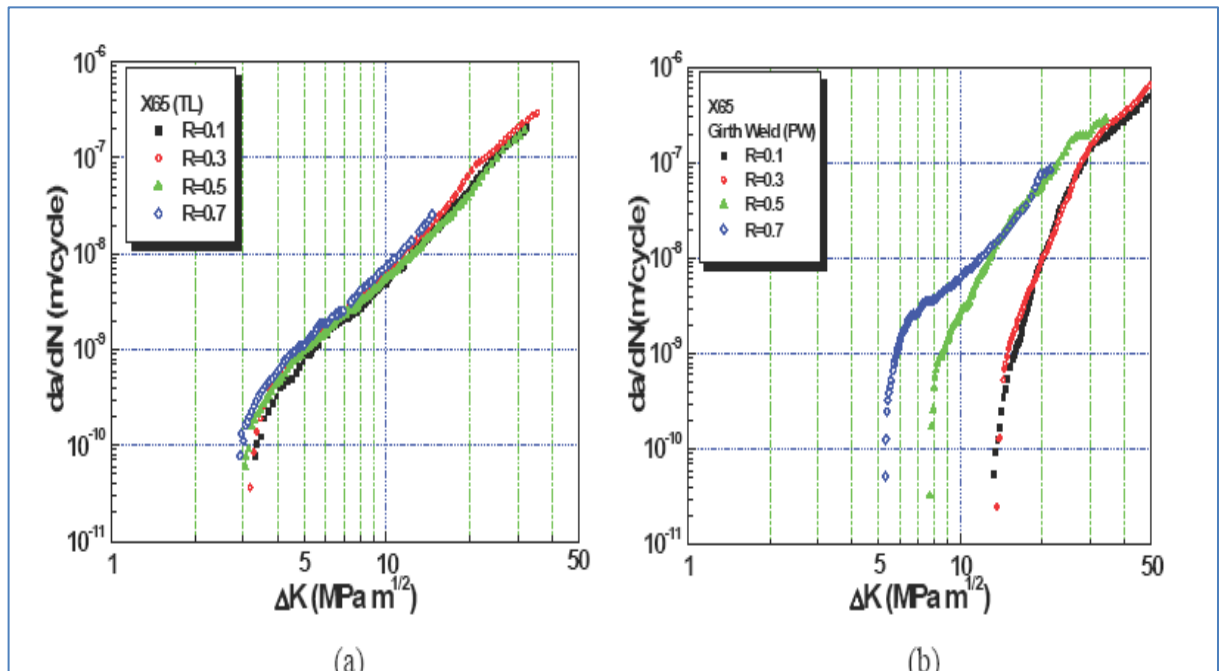 10⁻⁶
10⁻⁷
10⁻⁸
10⁻⁹
10⁻¹⁰
10⁻¹¹
da/dN (m/cycle)
X65 (TL)
R=0.1
R=0.3
R=0.5
R=0.7
1
5
10
50
ΔK (MPa m^1/2)
(a)
10⁻⁶
10⁻⁷
10⁻⁸
10⁻⁹
10⁻¹⁰
10⁻¹¹
da/dN(m/cycle)
X65
Girth Weld (PW)
R=0.1
R=0.3
R=0.5
R=0.7
1
5
10
50
ΔK (MPa m^1/2)
(b)